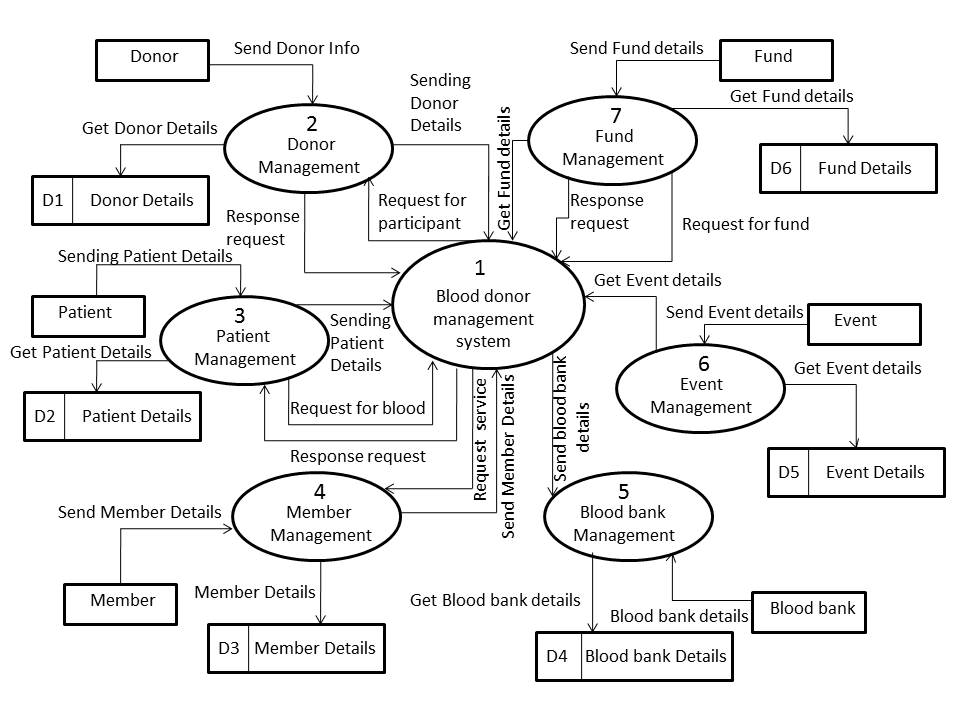 Donor
Send Donor Info
Send Fund details
Fund
Sending
Donor
Details
Get Fund details
Get Donor Details
2
Donor
Management
7
Fund
Management
D1
Donor Details
D6
Fund Details
Get Fund details
Response
request
Request for
participant
Response
request
Request for fund
Sending Patient Details
1
Blood donor
management
system
Get Event details
Patient
3
Patient
Management
Sending
Patient
Details
Send Event details
Event
Get Patient Details
6
Event
Management
Get Event details
D2
Patient Details
Request for blood
Response request
Request service
Send Member Details
Send blood bank
details
D5
Event Details
4
Member
Management
5
Blood bank
Management
Send Member Details
Member
Member Details
Get Blood bank details
Blood bank details
Blood bank
D3
Member Details
D4
Blood bank Details